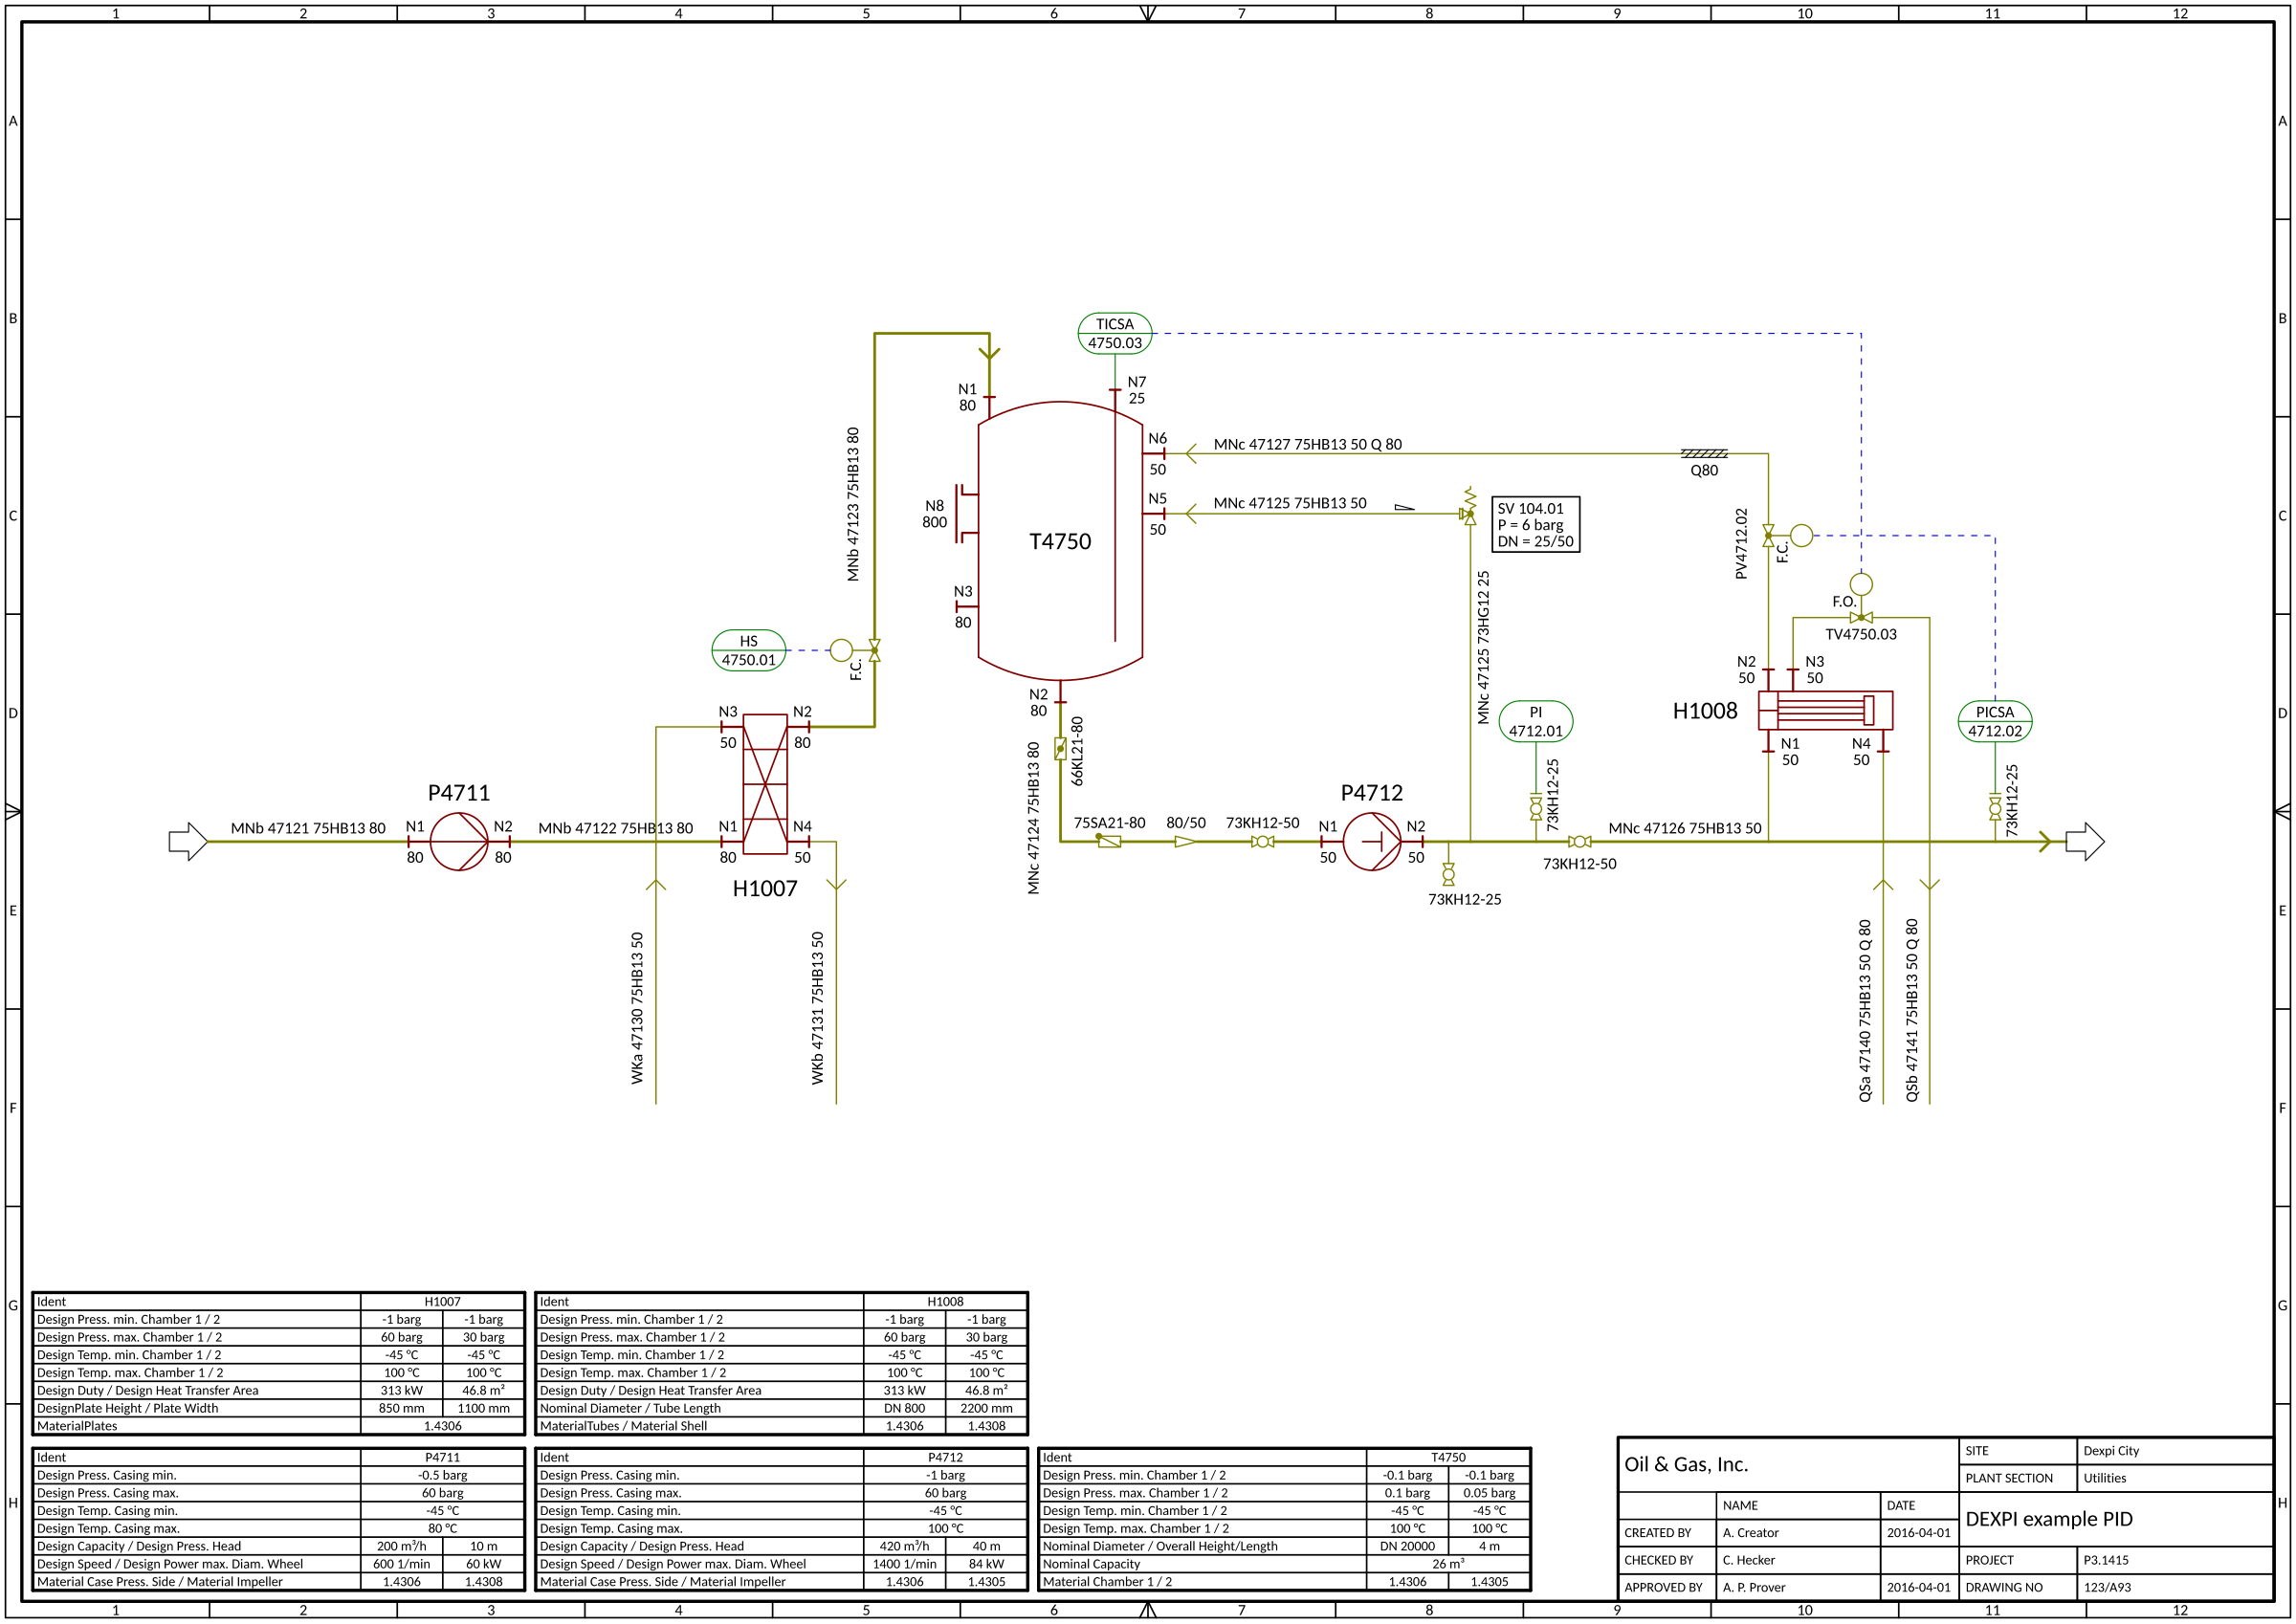 1 2 3 4 5 6 7 8 9 10 11 12
A A
B B
C C
D D
E E
F F
G G
H H
TICSA
4750.03
N7
25
N1
80
MNb 47123 75HB13 80
N6
50
MNc 47127 75HB13 50 Q 80
Q80
N5
50
MNc 47125 75HB13 50
SV 104.01
P = 6 barg
DN = 25/50
N8
800
T4750
PV4712.02
F.C.
N3
80
MNc 47125 73HG12 25
F.O.
TV4750.03
HS
4750.01
F.C.
N2
80
66KL21-80
MNc 47124 75HB13 80
N2
50
N3
50
H1008
N1
50
N4
50
PI
4712.01
73KH12-25
PICSA
4712.02
73KH12-25
N3
50
N2
80
P4711
MNb 47121 75HB13 80
N1
80
N2
80
MNb 47122 75HB13 80
N1
80
N4
50
H1007
75SA21-80
80/50
73KH12-50
P4712
N1
50
N2
50
73KH12-25
73KH12-50
MNc 47126 75HB13 50
WKa 47130 75HB13 50
WKb 47131 75HB13 50
QSa 47140 75HB13 50 Q 80
QSb 47141 75HB13 50 Q 80
Ident H1007
Design Press. min. Chamber 1 / 2 -1 barg -1 barg
Design Press. max. Chamber 1 / 2 60 barg 30 barg
Design Temp. min. Chamber 1 / 2 -45 °C -45 °C
Design Temp. max. Chamber 1 / 2 100 °C 100 °C
Design Duty / Design Heat Transfer Area 313 kW 46.8 m²
DesignPlate Height / Plate Width 850 mm 1100 mm
MaterialPlates 1.4306
Ident H1008
Design Press. min. Chamber 1 / 2 -1 barg -1 barg
Design Press. max. Chamber 1 / 2 60 barg 30 barg
Design Temp. min. Chamber 1 / 2 -45 °C -45 °C
Design Temp. max. Chamber 1 / 2 100 °C 100 °C
Design Duty / Design Heat Transfer Area 313 kW 46.8 m²
Nominal Diameter / Tube Length DN 800 2200 mm
MaterialTubes / Material Shell 1.4306 1.4308
Ident P4711
Design Press. Casing min. -0.5 barg
Design Press. Casing max. 60 barg
Design Temp. Casing min. -45 °C
Design Temp. Casing max. 80 °C
Design Capacity / Design Press. Head 200 m³/h 10 m
Design Speed / Design Power max. Diam. Wheel 600 1/min 60 kW
Material Case Press. Side / Material Impeller 1.4306 1.4308
Ident P4712
Design Press. Casing min. -1 barg
Design Press. Casing max. 60 barg
Design Temp. Casing min. -45 °C
Design Temp. Casing max. 100 °C
Design Capacity / Design Press. Head 420 m³/h 40 m
Design Speed / Design Power max. Diam. Wheel 1400 1/min 84 kW
Material Case Press. Side / Material Impeller 1.4306 1.4305
Ident T4750
Design Press. min. Chamber 1 / 2 -0.1 barg -0.1 barg
Design Press. max. Chamber 1 / 2 0.1 barg 0.05 barg
Design Temp. min. Chamber 1 / 2 -45 °C -45 °C
Design Temp. max. Chamber 1 / 2 100 °C 100 °C
Nominal Diameter / Overall Height/Length DN 20000 4 m
Nominal Capacity 26 m³
Material Chamber 1 / 2 1.4306 1.4305
Oil & Gas, Inc.
SITE Dexpi City
PLANT SECTION Utilities
NAME DATE
DEXPI example PID
CREATED BY A. Creator 2016-04-01
CHECKED BY C. Hecker
PROJECT P3.1415
APPROVED BY A. P. Prover 2016-04-01
DRAWING NO 123/A93
1 2 3 4 5 6 7 8 9 10 11 12